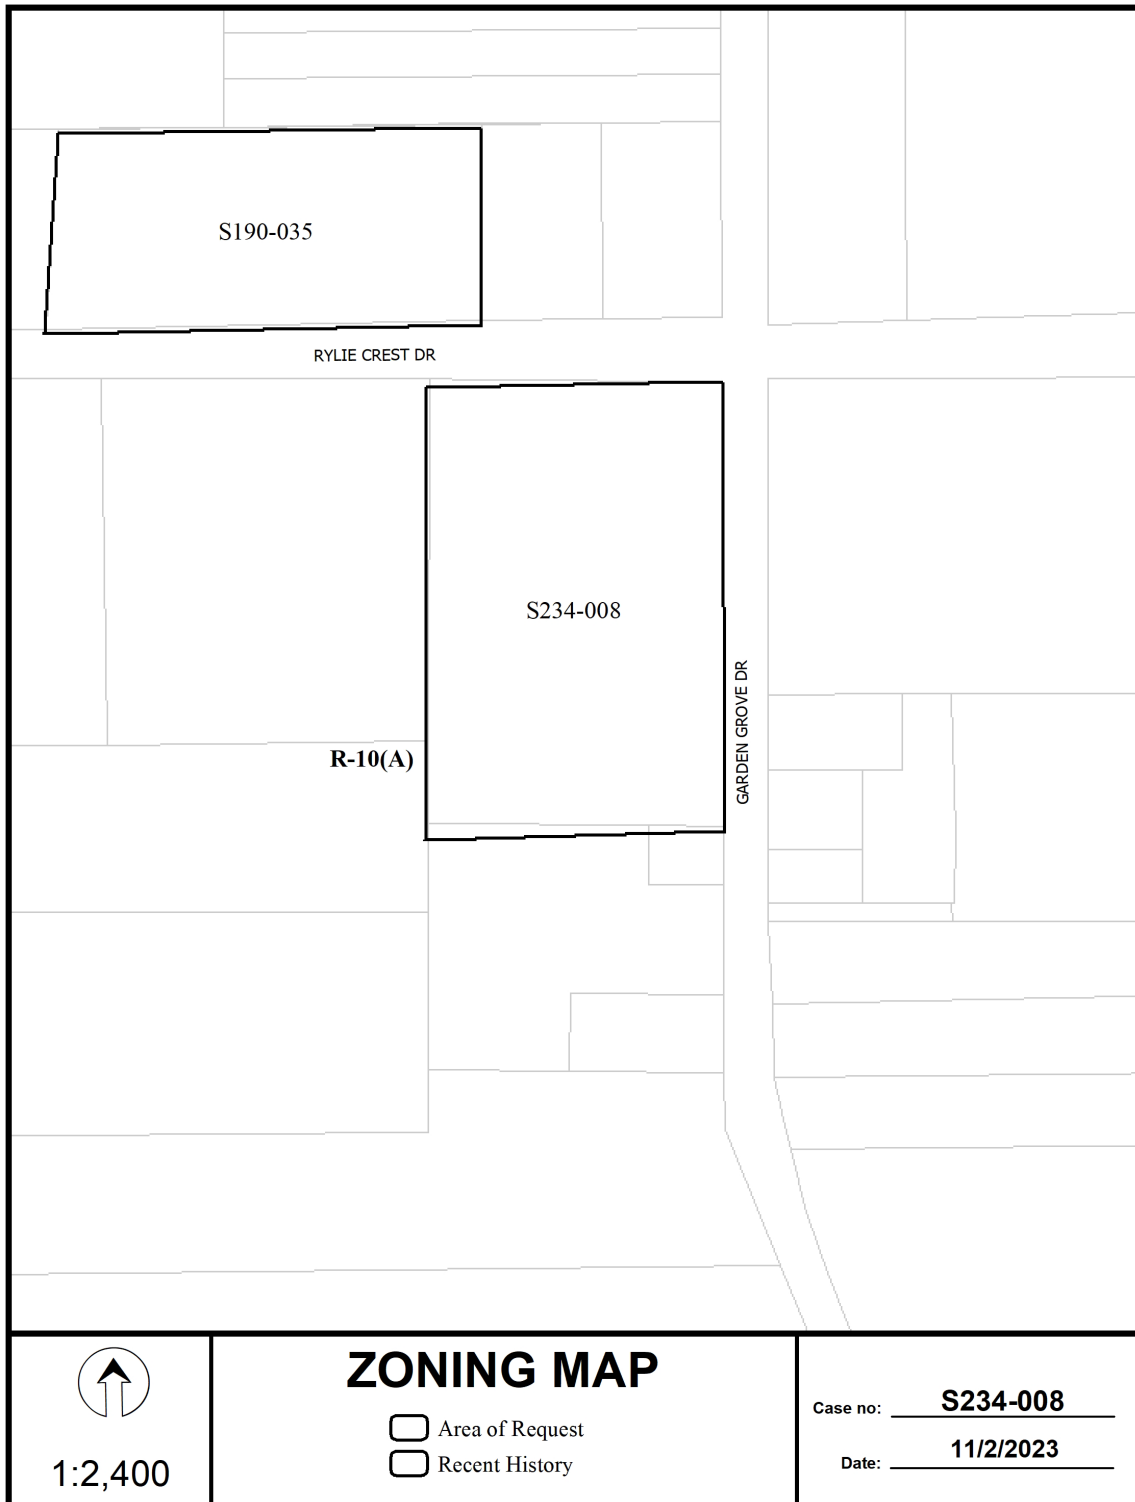 S190-035
RYLIE CREST DR
S234-008
GARDEN GROVE DR
R-10(A)
1:2,400
ZONING MAP
Area of Request
Recent History
Case no: S234-008
Date: 11/2/2023